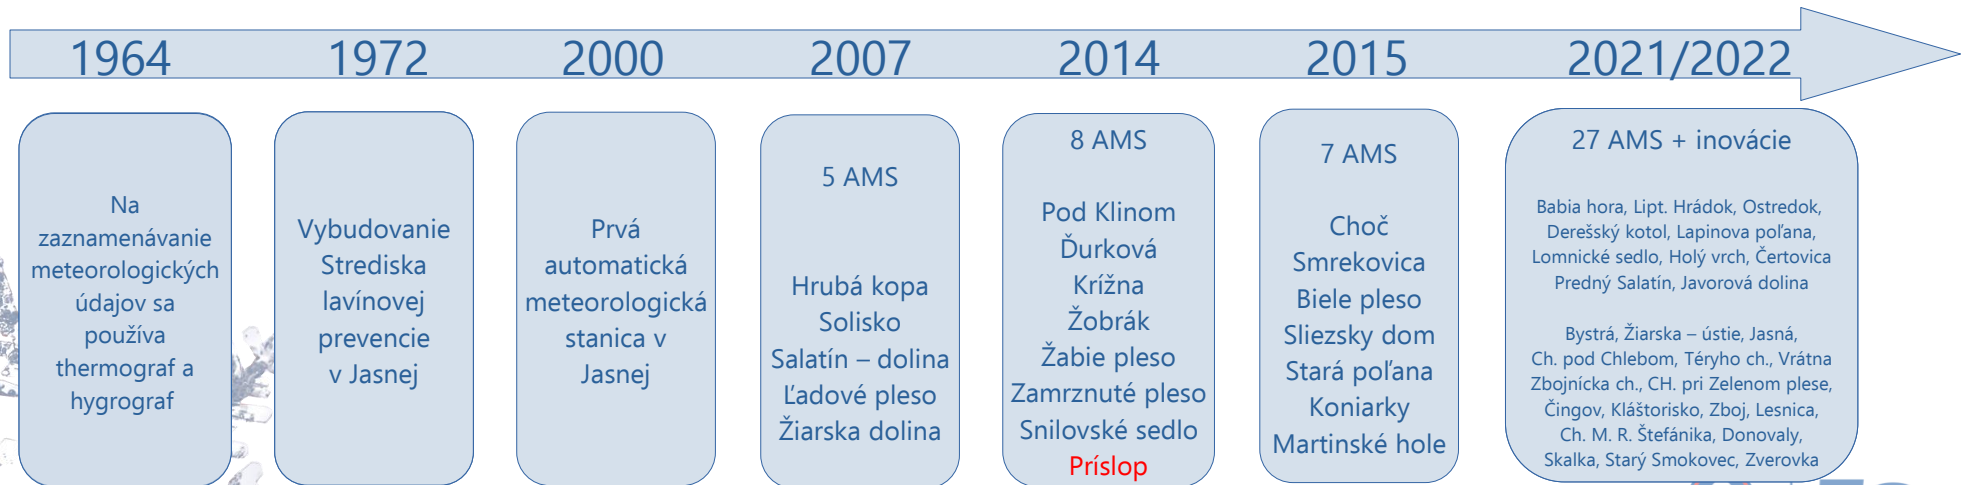 1964
1972
2000
2007
2014
2015
2021/2022
Na
zaznamenávanie
meteorologických
údajov sa
používa
thermograf a
hygrograf
Vybudovanie
Strediska
lavínovej
prevencie
v Jasnej
Prvá
automatická
meteorologická
stanica v
Jasnej
5 AMS
Hrubá kopa
Solisko
Salatín – dolina
Ľadové pleso
Žiarska dolina
8 AMS
Pod Klinom
Ďurková
Krížna
Žobrák
Žabie pleso
Zamrznuté pleso
Snilovské sedlo
Príslop
7 AMS
Choč
Smrekovica
Biele pleso
Sliezsky dom
Stará poľana
Koniarky
Martinské hole
27 AMS + inovácie
Babia hora, Lipt. Hrádok, Ostredok,
Derešský kotol, Lapinova poľana,
Lomnické sedlo, Holý vrch, Čertovica
Predný Salatín, Javorová dolina
Bystrá, Žiarska – ústie, Jasná,
Ch. pod Chlebom, Téryho ch., Vrátna
Zbojnícka ch., CH. pri Zelenom plese,
Čingov, Kláštorisko, Zboj, Lesnica,
Ch. M. R. Štefánika, Donovaly,
Skalka, Starý Smokovec, Zverovka